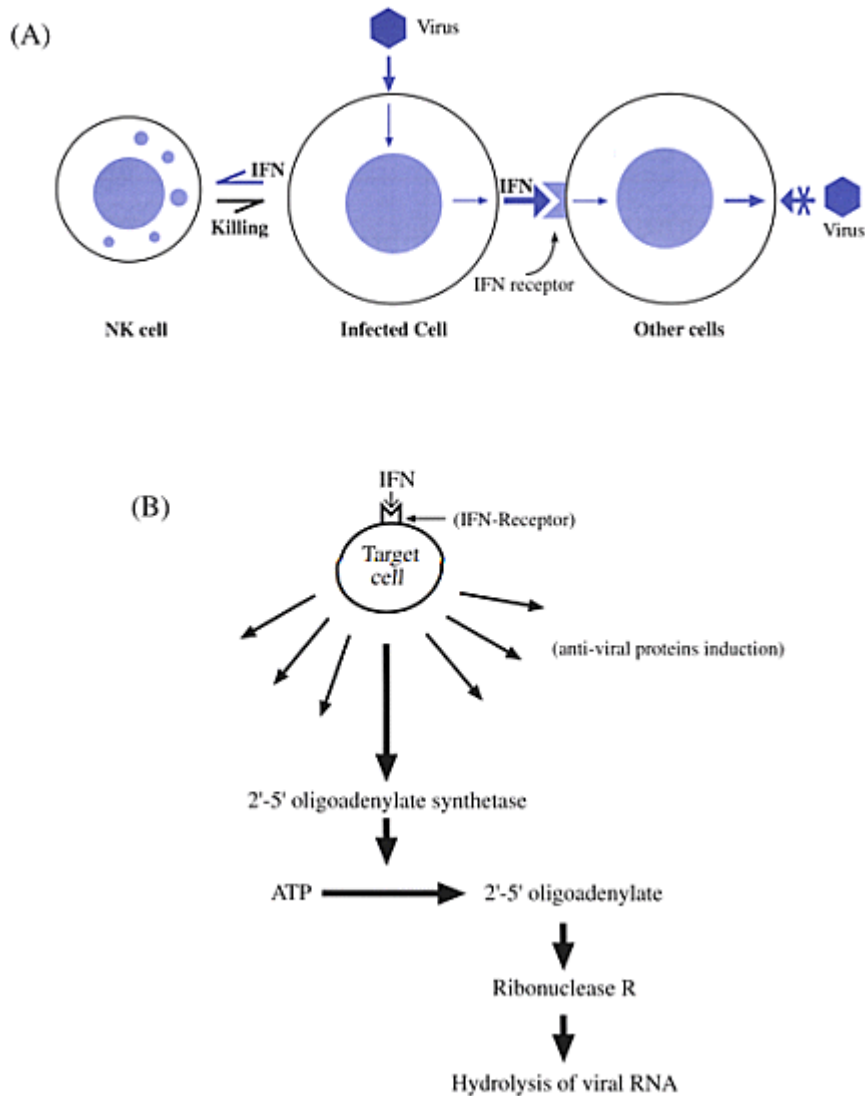 (A)
Virus
IFN
Killing
IFN
IFN receptor
Virus
NK cell
Infected Cell
Other cells
(B)
IFN
(IFN-Receptor)
Target
cell
(anti-viral proteins induction)
2'-5' oligoadenylate synthetase
ATP
2'-5' oligoadenylate
Ribonuclease R
Hydrolysis of viral RNA